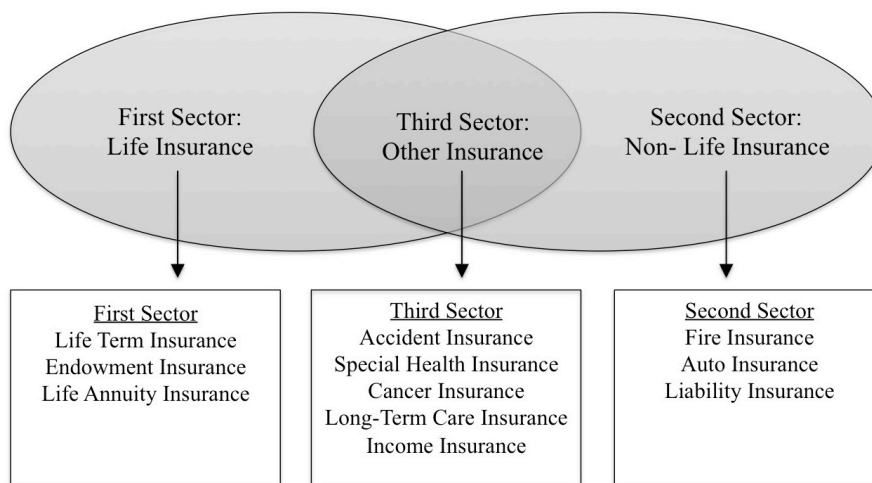 First Sector:
Life Insurance
Third Sector:
Other Insurance
Second Sector:
Non- Life Insurance
First Sector
Life Term Insurance
Endowment Insurance
Life Annuity Insurance
Third Sector
Accident Insurance
Special Health Insurance
Cancer Insurance
Long-Term Care Insurance
Income Insurance
Second Sector
Fire Insurance
Auto Insurance
Liability Insurance